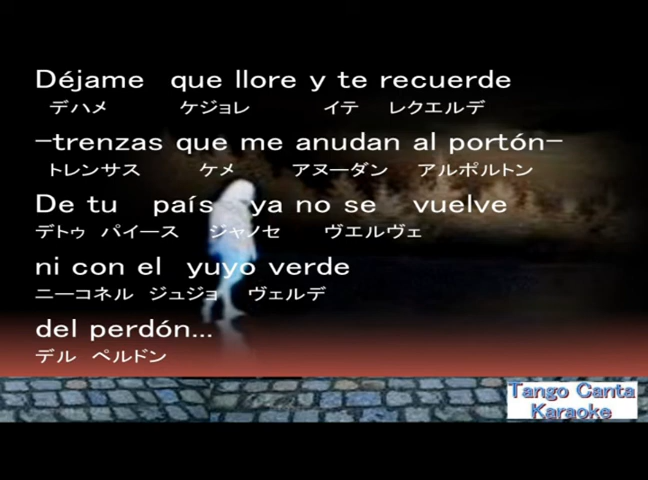 Déjame que llore y te recuerde
デハメ ケジョレ イテ レクエルデ
-trenzas que me anudan al portón-
トレンサス ケメ アヌーダン アルポルトン
De tu país ya no se vuelve
デトゥ パイース ジャノセ ヴエルヴェ
ni con el yuyo verde
ニーコネル ジュジョ ヴェルデ
del perdón...
デル ペルドン
Tango Canta
Karaoke